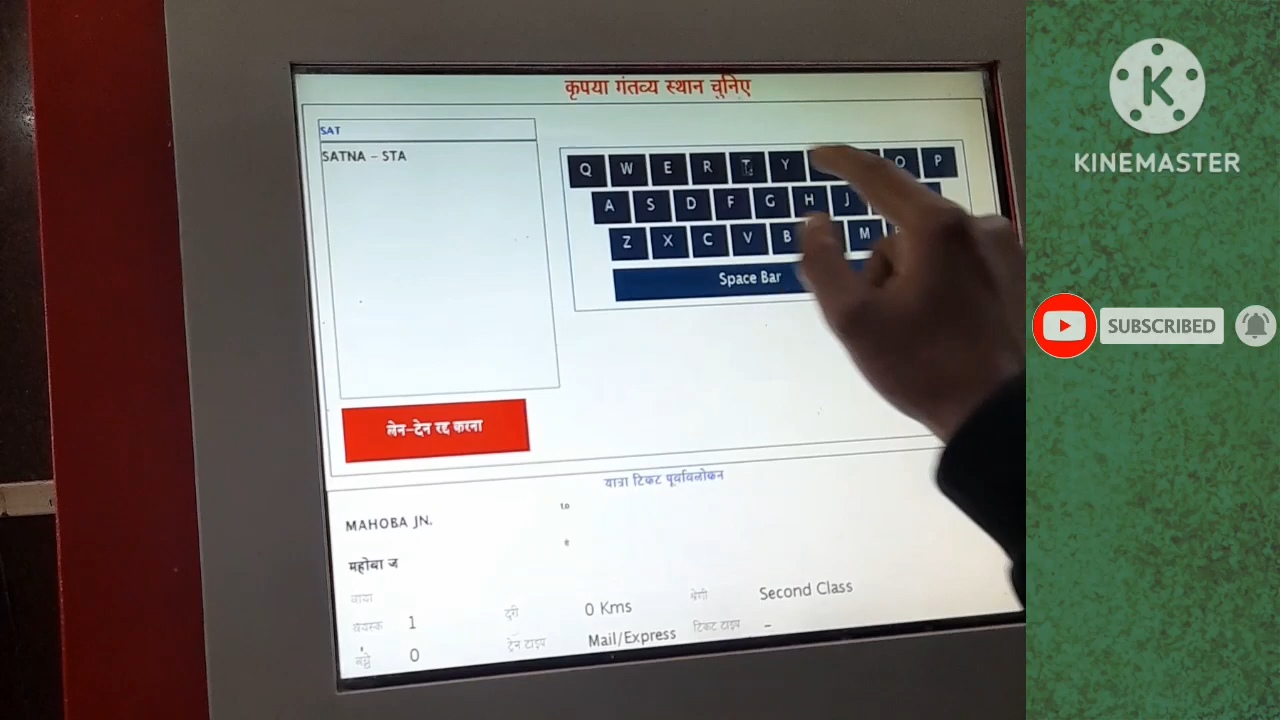 कृपया गंतव्य स्थान चुनिए
SAT
SATNA - STA
Q W E R T Y O P
A S D F G H J
Z X C V B M
Space Bar
लेन-देन रद्द करना
यात्रा टिकट पूर्वावलोकन
MAHOBA JN.
महोबा ज
वाया
वयस्क 1 दूरी 0 Kms श्रेणी Second Class
बच्चे 0 ट्रेन टाइप Mail/Express टिकट टाइप -
K
KINEMASTER
SUBSCRIBED